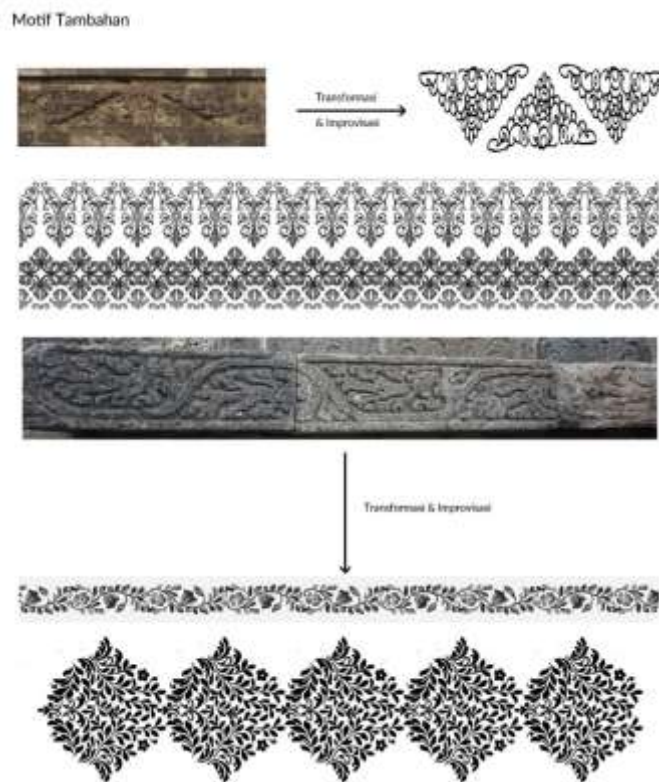 Motif Tambahan
Transformasi
& Improvisasi
Transformasi & Improvisasi